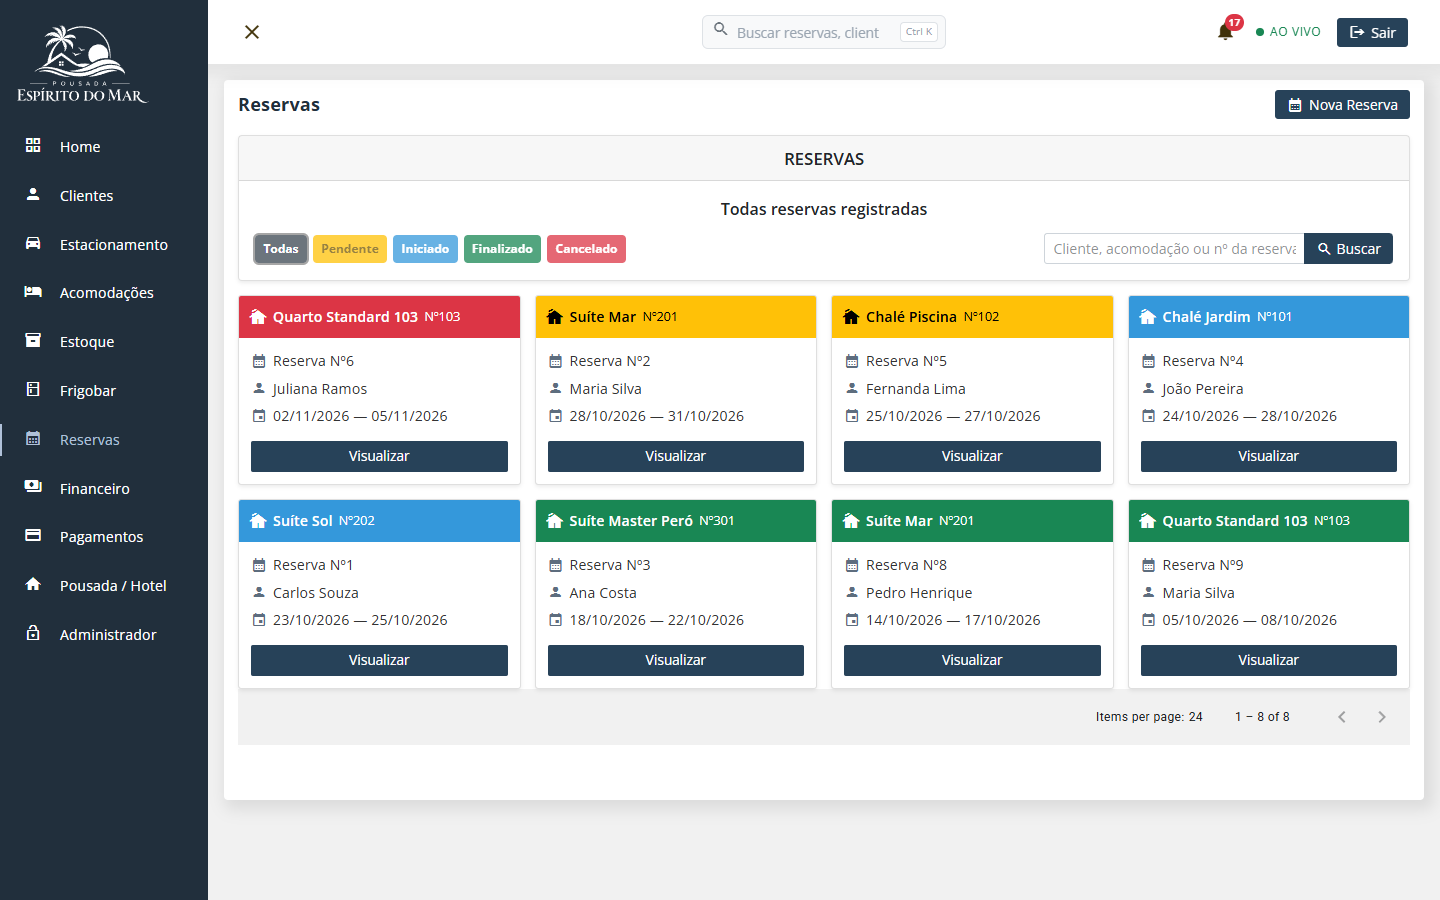 POUSADA
ESPÍRITO DO MAR
Home
Clientes
Estacionamento
Acomodações
Estoque
Frigobar
Reservas
Financeiro
Pagamentos
Pousada / Hotel
Administrador
Buscar reservas, client
Ctrl K
17
AO VIVO
Sair
Reservas
Nova Reserva
RESERVAS
Todas reservas registradas
Todas
Pendente
Iniciado
Finalizado
Cancelado
Cliente, acomodação ou nº da reserva
Buscar
Quarto Standard 103 Nº103
Reserva Nº6
Juliana Ramos
02/11/2026 — 05/11/2026
Visualizar
Suíte Mar Nº201
Reserva Nº2
Maria Silva
28/10/2026 — 31/10/2026
Visualizar
Chalé Piscina Nº102
Reserva Nº5
Fernanda Lima
25/10/2026 — 27/10/2026
Visualizar
Chalé Jardim Nº101
Reserva Nº4
João Pereira
24/10/2026 — 28/10/2026
Visualizar
Suíte Sol Nº202
Reserva Nº1
Carlos Souza
23/10/2026 — 25/10/2026
Visualizar
Suíte Master Peró Nº301
Reserva Nº3
Ana Costa
18/10/2026 — 22/10/2026
Visualizar
Suíte Mar Nº201
Reserva Nº8
Pedro Henrique
14/10/2026 — 17/10/2026
Visualizar
Quarto Standard 103 Nº103
Reserva Nº9
Maria Silva
05/10/2026 — 08/10/2026
Visualizar
Items per page: 24
1 – 8 of 8